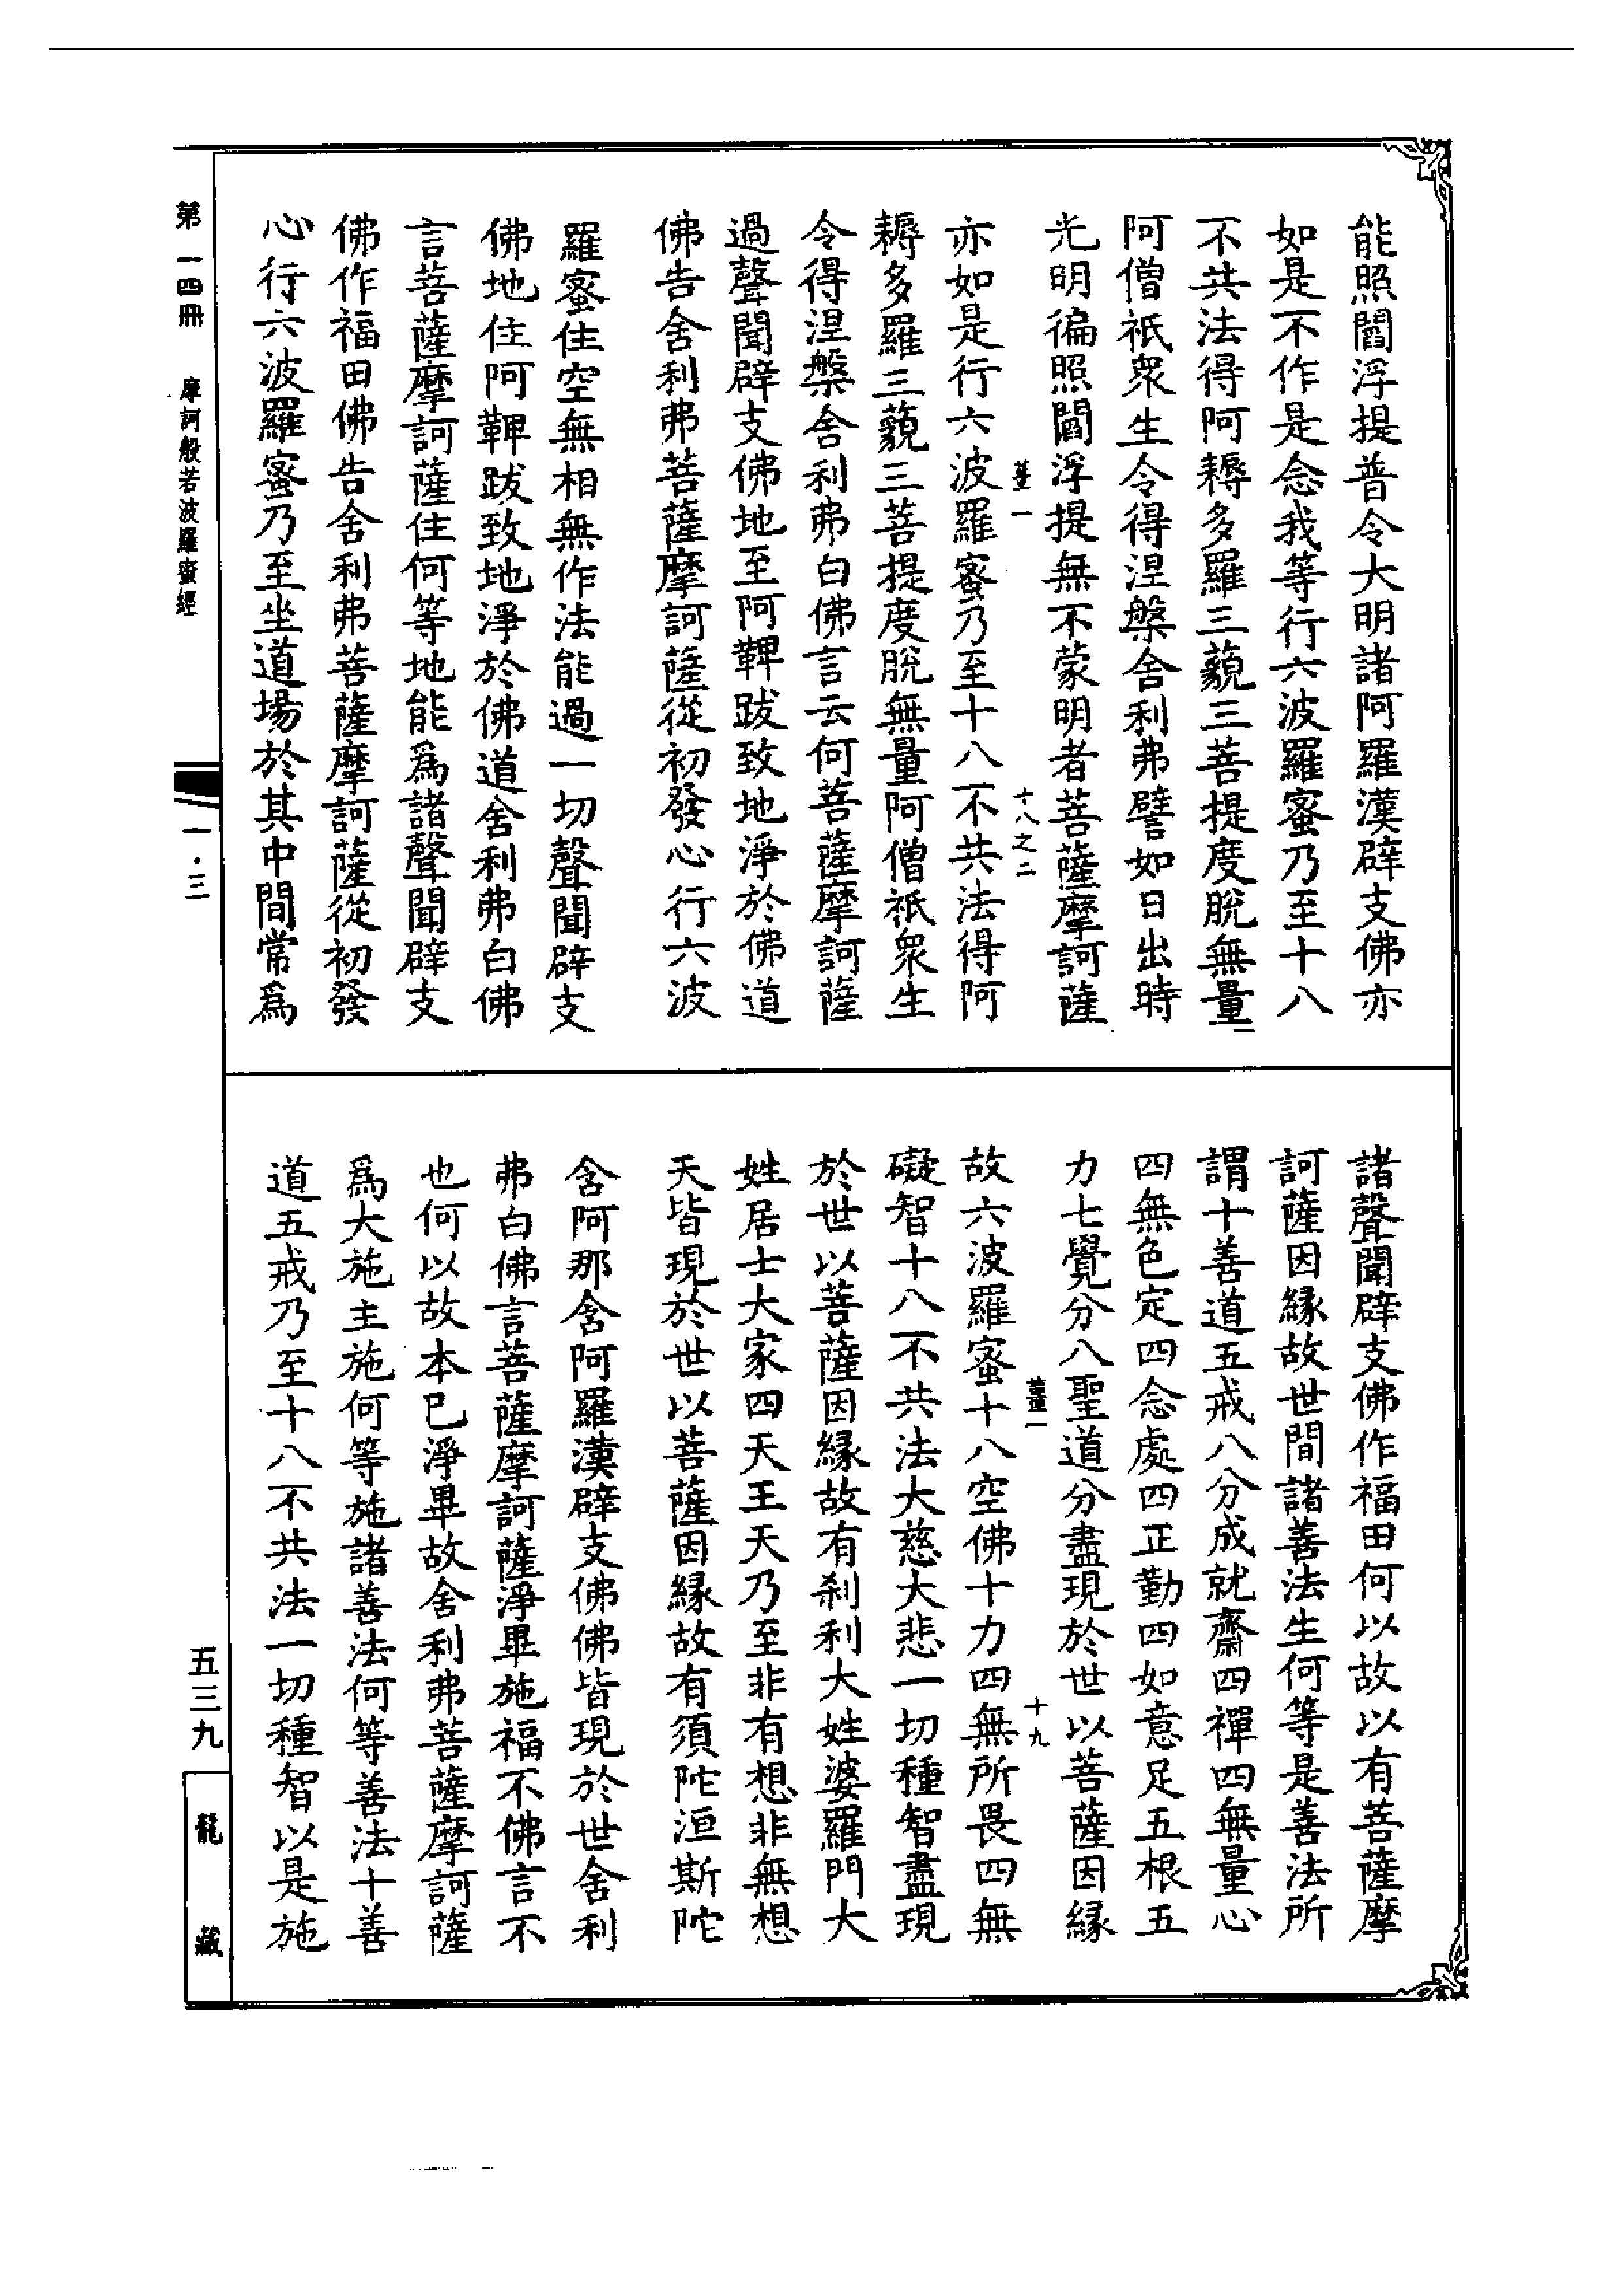 能照閻浮提普令大明諸阿羅漢辟支佛亦
如是不作是念我等行六波羅蜜乃至十八
不共法得阿耨多羅三藐三菩提度脫無量
阿僧祇衆生令得涅槃舍利弗譬如日出時
光明徧照閻浮提無不蒙明者菩薩摩訶薩
薑一
十八之二
亦如是行六波羅蜜乃至十八不共法得阿
耨多羅三藐三菩提度脫無量阿僧祇衆生
令得涅槃舍利弗白佛言云何菩薩摩訶薩
過聲聞辟支佛地至阿鞞跋致地淨於佛道
佛告舍利弗菩薩摩訶薩從初發心行六波
羅蜜住空無相無作法能過一切聲聞辟支
佛地住阿鞞跋致地淨於佛道舍利弗白佛
言菩薩摩訶薩住何等地能爲諸聲聞辟支
佛作福田佛告舍利弗菩薩摩訶薩從初發
心行六波羅蜜乃至坐道場於其中間常爲
諸聲聞辟支佛作福田何以故以有菩薩摩
訶薩因緣故世間諸善法生何等是善法所
謂十善道五戒八分成就齋四禪四無量心
四無色定四念處四正勤四如意足五根五
力七覺分八聖道分盡現於世以菩薩因緣
薑一
十九
故六波羅蜜十八空佛十力四無所畏四無
礙智十八不共法大慈大悲一切種智盡現
於世以菩薩因緣故有剎利大姓婆羅門大
姓居士大家四天王天乃至非有想非無想
天皆現於世以菩薩因緣故有須陀洹斯陀
含阿那含阿羅漢辟支佛佛皆現於世舍利
弗白佛言菩薩摩訶薩淨畢施福不佛言不
也何以故本已淨畢故舍利弗菩薩摩訶薩
爲大施主施何等施諸善法何等善法十善
道五戒乃至十八不共法一切種智以是施
第一四冊
摩訶般若波羅蜜經
一·三
五三九
龍藏